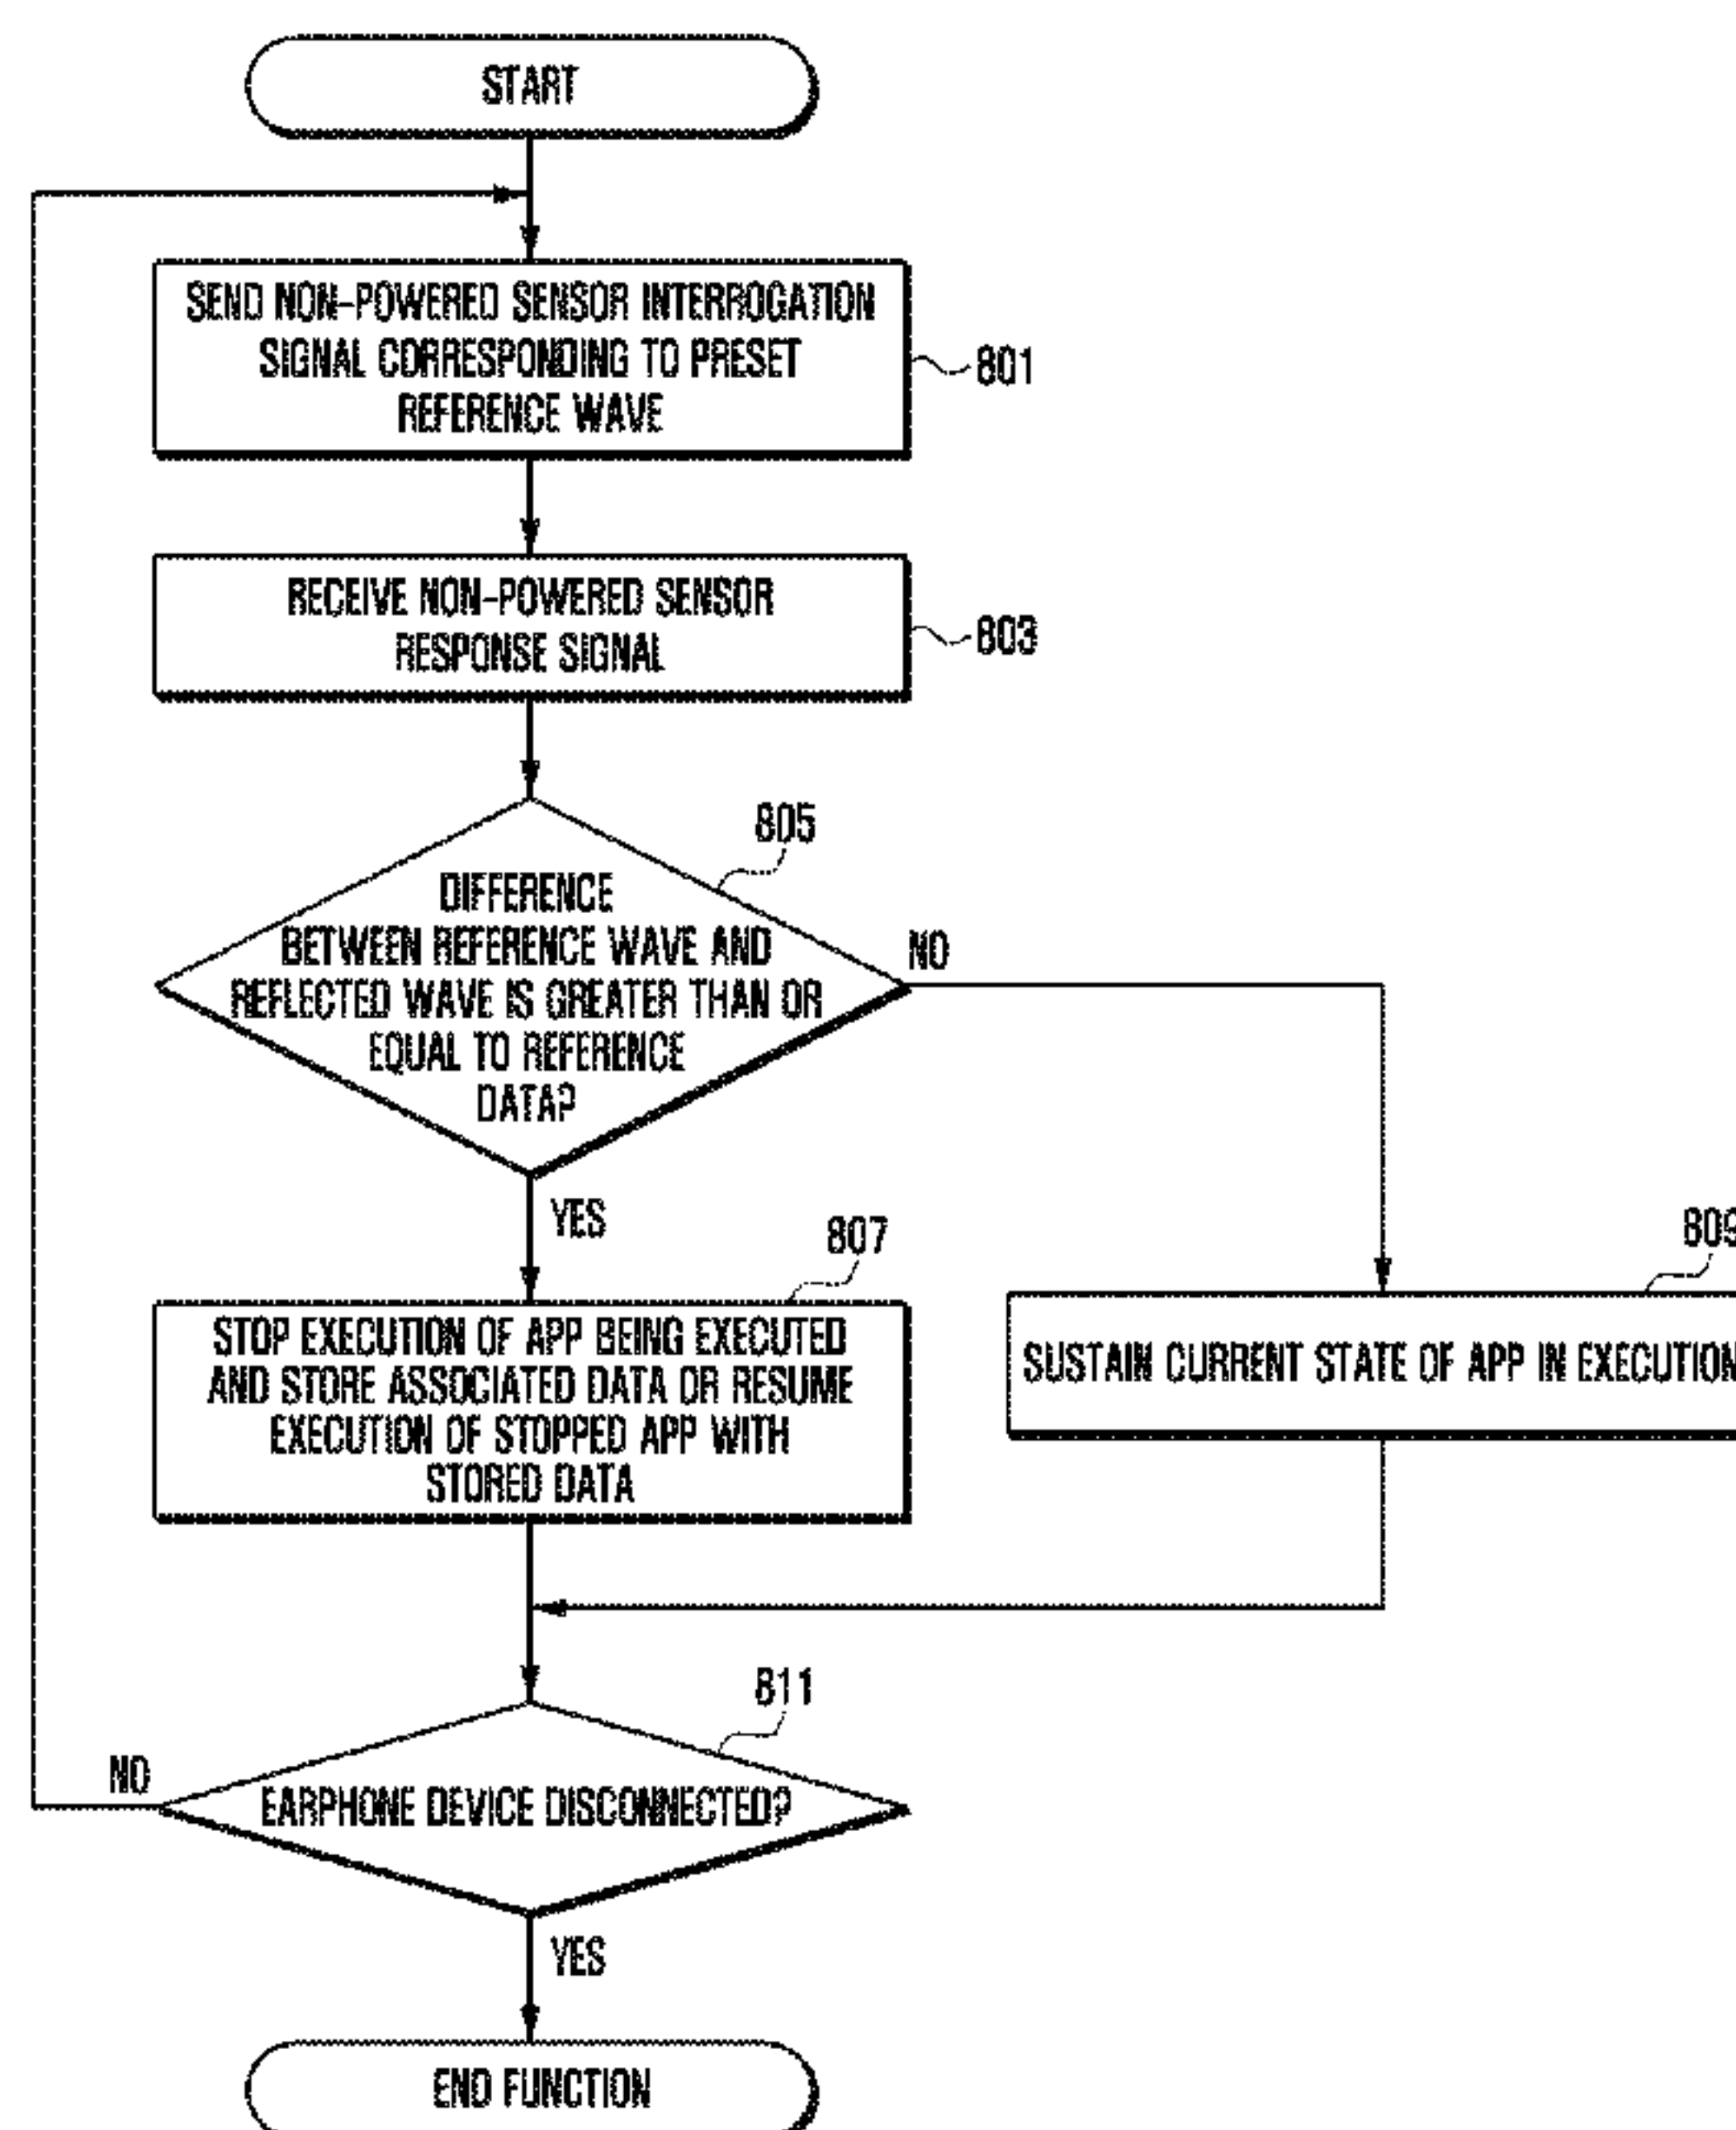 START
SEND NON-POWERED SENSOR INTERROGATION
SIGNAL CORRESPONDING TO PRESET
REFERENCE WAVE
801
RECEIVE NON-POWERED SENSOR
RESPONSE SIGNAL
803
805
DIFFERENCE
BETWEEN REFERENCE WAVE AND
REFLECTED WAVE IS GREATER THAN OR
EQUAL TO REFERENCE
DATA?
NO
YES
807
STOP EXECUTION OF APP BEING EXECUTED
AND STORE ASSOCIATED DATA OR RESUME
EXECUTION OF STOPPED APP WITH
STORED DATA
809
SUSTAIN CURRENT STATE OF APP IN EXECUTION
811
NO
EARPHONE DEVICE DISCONNECTED?
YES
END FUNCTION